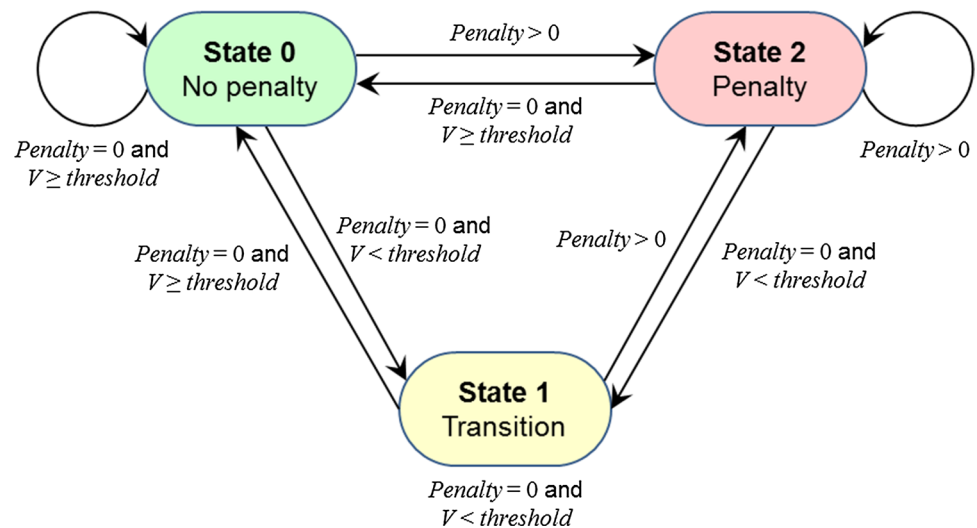 State 0
No penalty
Penalty > 0
State 2
Penalty
Penalty = 0 and
V ≥ threshold
Penalty = 0 and
V ≥ threshold
Penalty > 0
Penalty = 0 and
V < threshold
Penalty = 0 and
V ≥ threshold
Penalty > 0
Penalty = 0 and
V < threshold
State 1
Transition
Penalty = 0 and
V < threshold